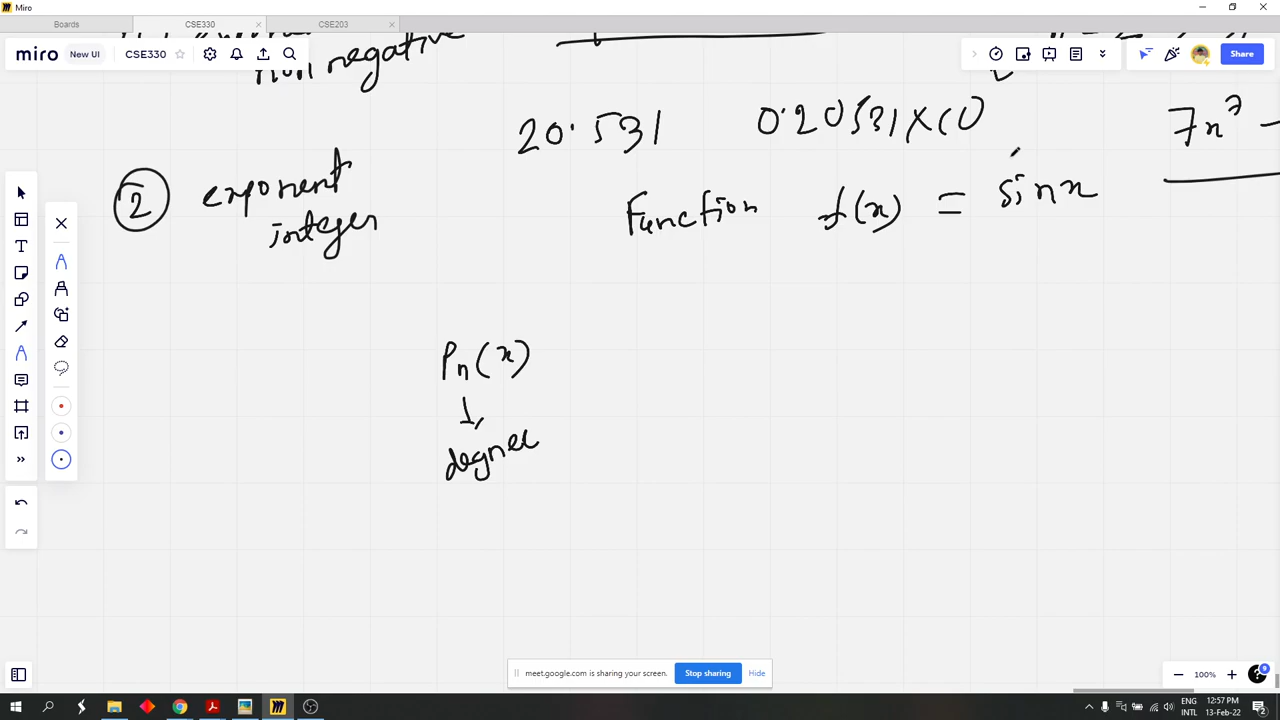 Miro
Boards
CSE330
CSE203
miro
New UI
CSE330
Share
non negative
20.531
0.20531×10
7x³ -
② exponent
integer
Function f(x) = sinx
Pn(x)
↓
degree
meet.google.com is sharing your screen.
Stop sharing
Hide
100%
ENG
INTL
12:57 PM
13-Feb-22